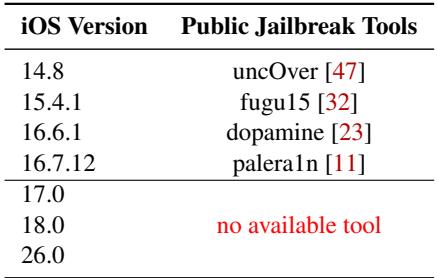 iOS Version Public Jailbreak Tools
14.8 uncOver [47]
15.4.1 fugu15 [32]
16.6.1 dopamine [23]
16.7.12 palera1n [11]
17.0
18.0 no available tool
26.0